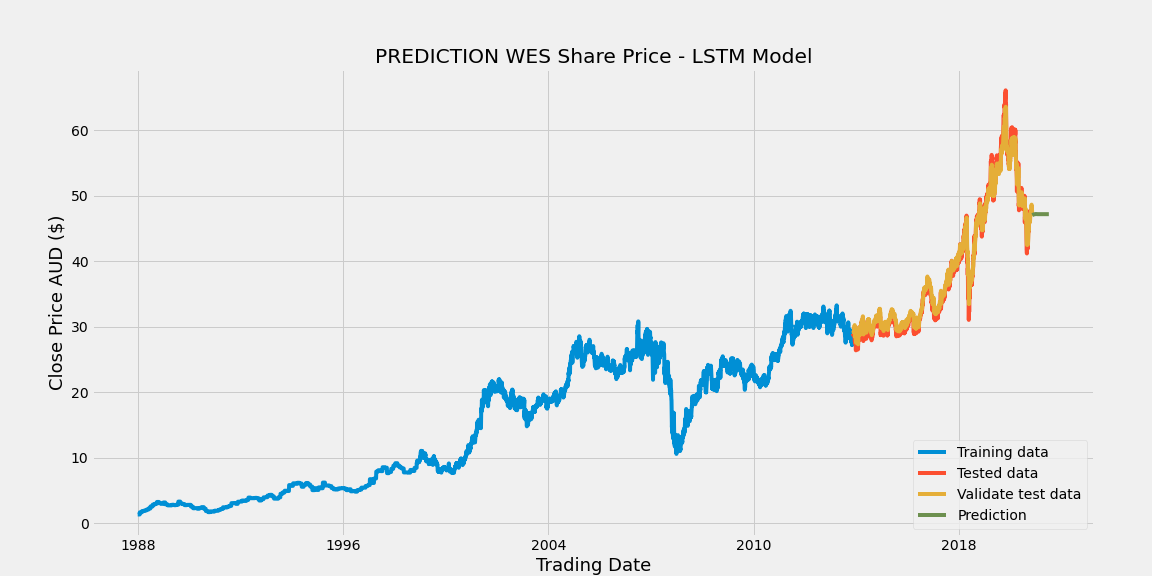 PREDICTION WES Share Price - LSTM Model
Close Price AUD ($)
60
50
40
30
20
10
0
1988
1996
2004
2010
2018
Trading Date
Training data
Tested data
Validate test data
Prediction